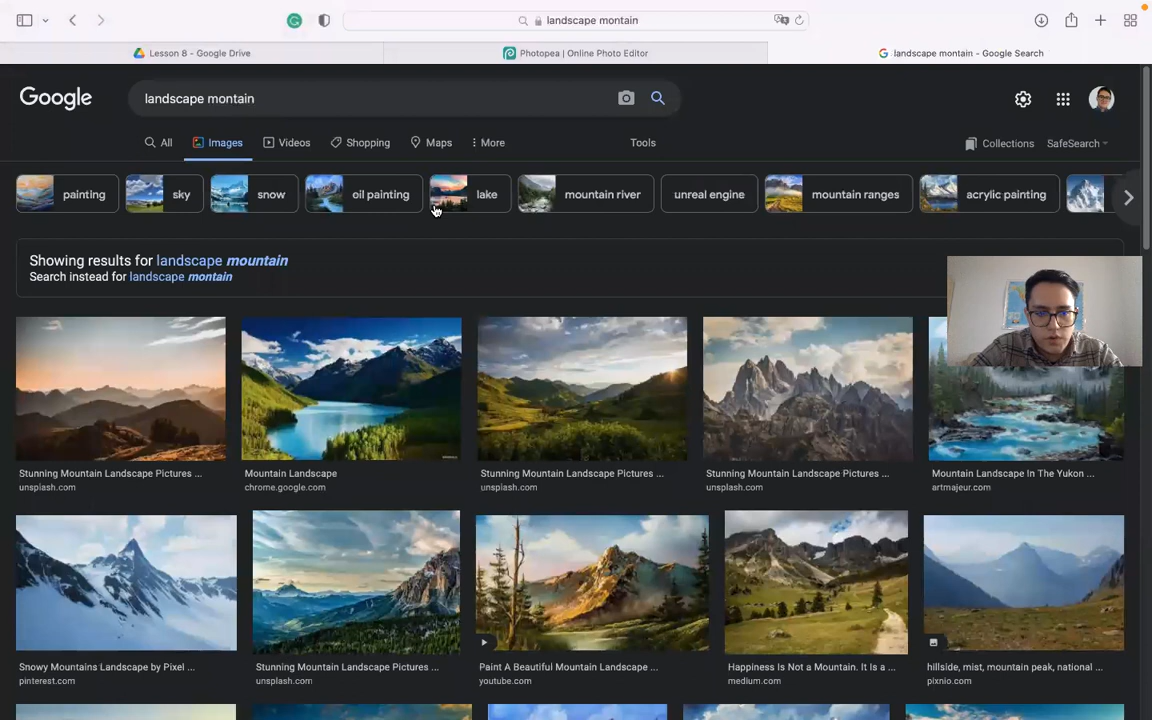 landscape montain
Lesson 8 - Google Drive
Photopea | Online Photo Editor
landscape montain - Google Search
Google
landscape montain
All
Images
Videos
Shopping
Maps
More
Tools
Collections
SafeSearch
painting
sky
snow
oil painting
lake
mountain river
unreal engine
mountain ranges
acrylic painting
Showing results for landscape mountain
Search instead for landscape montain
Stunning Mountain Landscape Pictures ...
unsplash.com
Mountain Landscape
chrome.google.com
Stunning Mountain Landscape Pictures ...
unsplash.com
Stunning Mountain Landscape Pictures ...
unsplash.com
Mountain Landscape In The Yukon ...
artmajeur.com
Snowy Mountains Landscape by Pixel ...
pinterest.com
Stunning Mountain Landscape Pictures ...
unsplash.com
Paint A Beautiful Mountain Landscape ...
youtube.com
Happiness Is Not a Mountain. It Is a ...
medium.com
hillside, mist, mountain peak, national ...
pixnio.com